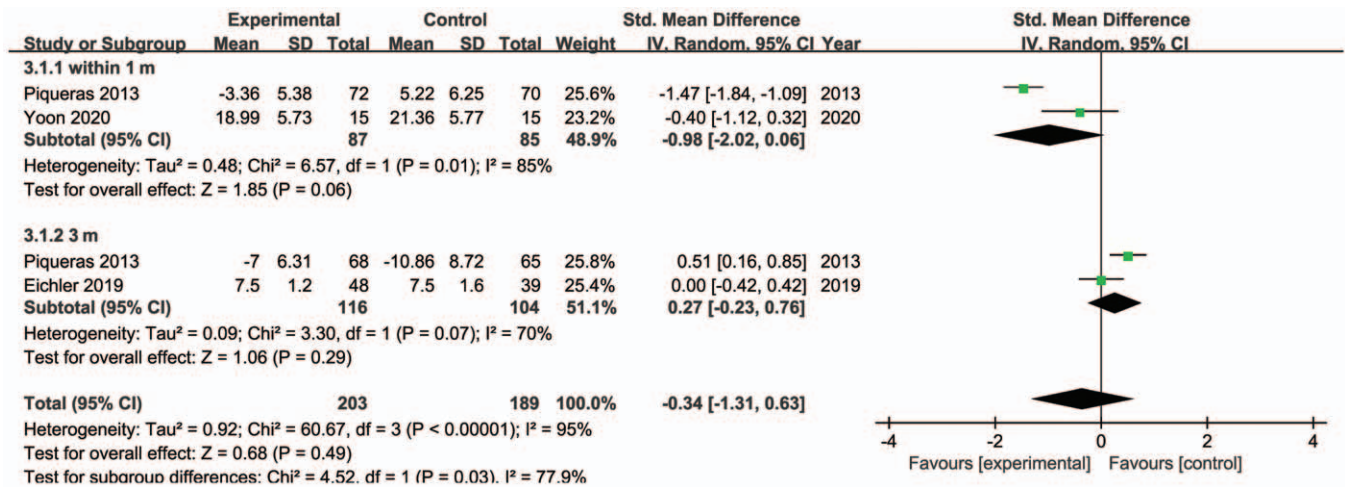 Experimental Control Std. Mean Difference Std. Mean Difference
Study or Subgroup Mean SD Total Mean SD Total Weight IV. Random. 95% CI Year IV. Random. 95% CI
3.1.1 within 1 m
Piqueras 2013 -3.36 5.38 72 5.22 6.25 70 25.6% -1.47 [-1.84, -1.09] 2013
Yoon 2020 18.99 5.73 15 21.36 5.77 15 23.2% -0.40 [-1.12, 0.32] 2020
Subtotal (95% CI) 87 85 48.9% -0.98 [-2.02, 0.06]
Heterogeneity: Tau² = 0.48; Chi² = 6.57, df = 1 (P = 0.01); I² = 85%
Test for overall effect: Z = 1.85 (P = 0.06)
3.1.2 3 m
Piqueras 2013 -7 6.31 68 -10.86 8.72 65 25.8% 0.51 [0.16, 0.85] 2013
Eichler 2019 7.5 1.2 48 7.5 1.6 39 25.4% 0.00 [-0.42, 0.42] 2019
Subtotal (95% CI) 116 104 51.1% 0.27 [-0.23, 0.76]
Heterogeneity: Tau² = 0.09; Chi² = 3.30, df = 1 (P = 0.07); I² = 70%
Test for overall effect: Z = 1.06 (P = 0.29)
Total (95% CI) 203 189 100.0% -0.34 [-1.31, 0.63]
Heterogeneity: Tau² = 0.92; Chi² = 60.67, df = 3 (P < 0.00001); I² = 95%
Test for overall effect: Z = 0.68 (P = 0.49)
Test for subgroup differences: Chi² = 4.52. df = 1 (P = 0.03). I² = 77.9%
-4 -2 0 2 4
Favours [experimental] Favours [control]